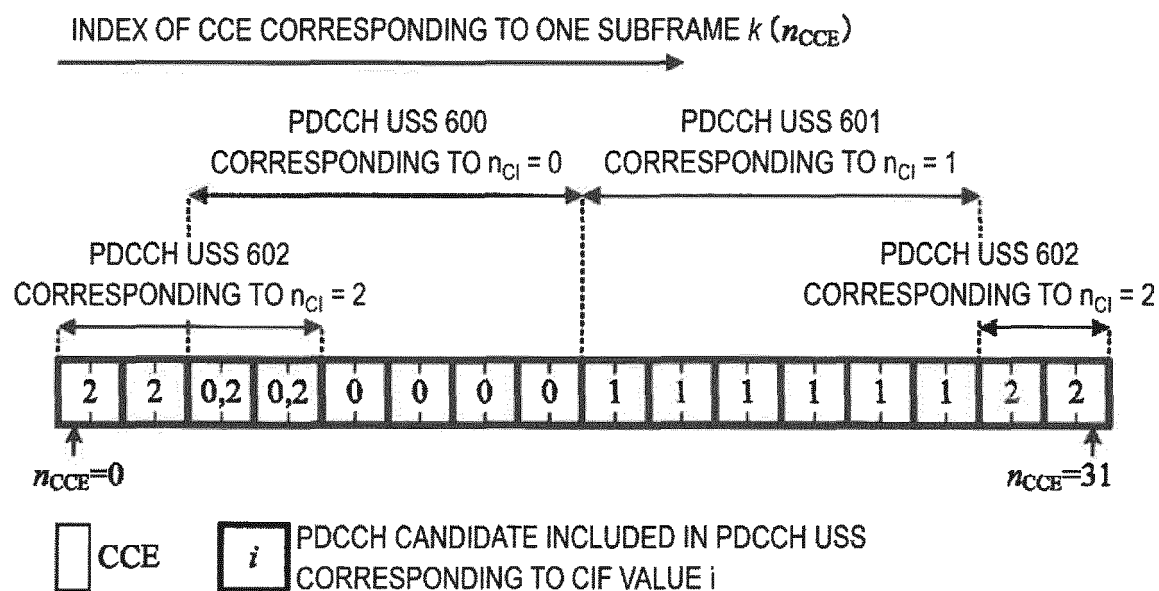 INDEX OF CCE CORRESPONDING TO ONE SUBFRAME k (nCCE)
PDCCH USS 600
CORRESPONDING TO nCI = 0
PDCCH USS 601
CORRESPONDING TO nCI = 1
PDCCH USS 602
CORRESPONDING TO nCI = 2
PDCCH USS 602
CORRESPONDING TO nCI = 2
2 2 0,2 0,2 0 0 0 0 1 1 1 1 1 1 2 2
nCCE=0
nCCE=31
CCE
i
PDCCH CANDIDATE INCLUDED IN PDCCH USS
CORRESPONDING TO CIF VALUE i